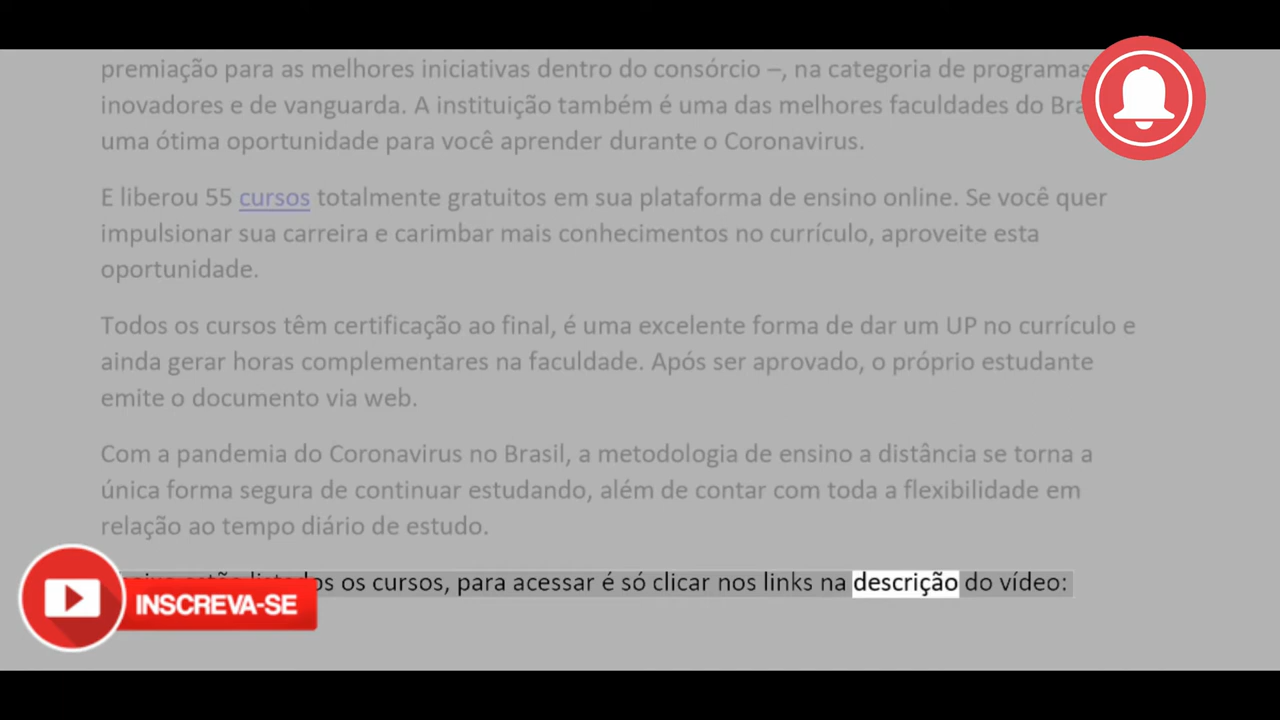 premiação para as melhores iniciativas dentro do consórcio –, na categoria de programas
inovadores e de vanguarda. A instituição também é uma das melhores faculdades do
uma ótima oportunidade para você aprender durante o Coronavirus.
E liberou 55 cursos totalmente gratuitos em sua plataforma de ensino online. Se você quer
impulsionar sua carreira e carimbar mais conhecimentos no currículo, aproveite esta
oportunidade.
Todos os cursos têm certificação ao final, é uma excelente forma de dar um UP no currículo e
ainda gerar horas complementares na faculdade. Após ser aprovado, o próprio estudante
emite o documento via web.
Com a pandemia do Coronavirus no Brasil, a metodologia de ensino a distância se torna a
única forma segura de continuar estudando, além de contar com toda a flexibilidade em
relação ao tempo diário de estudo.
estão listados os cursos, para acessar é só clicar nos links na descrição do vídeo:
INSCREVA-SE